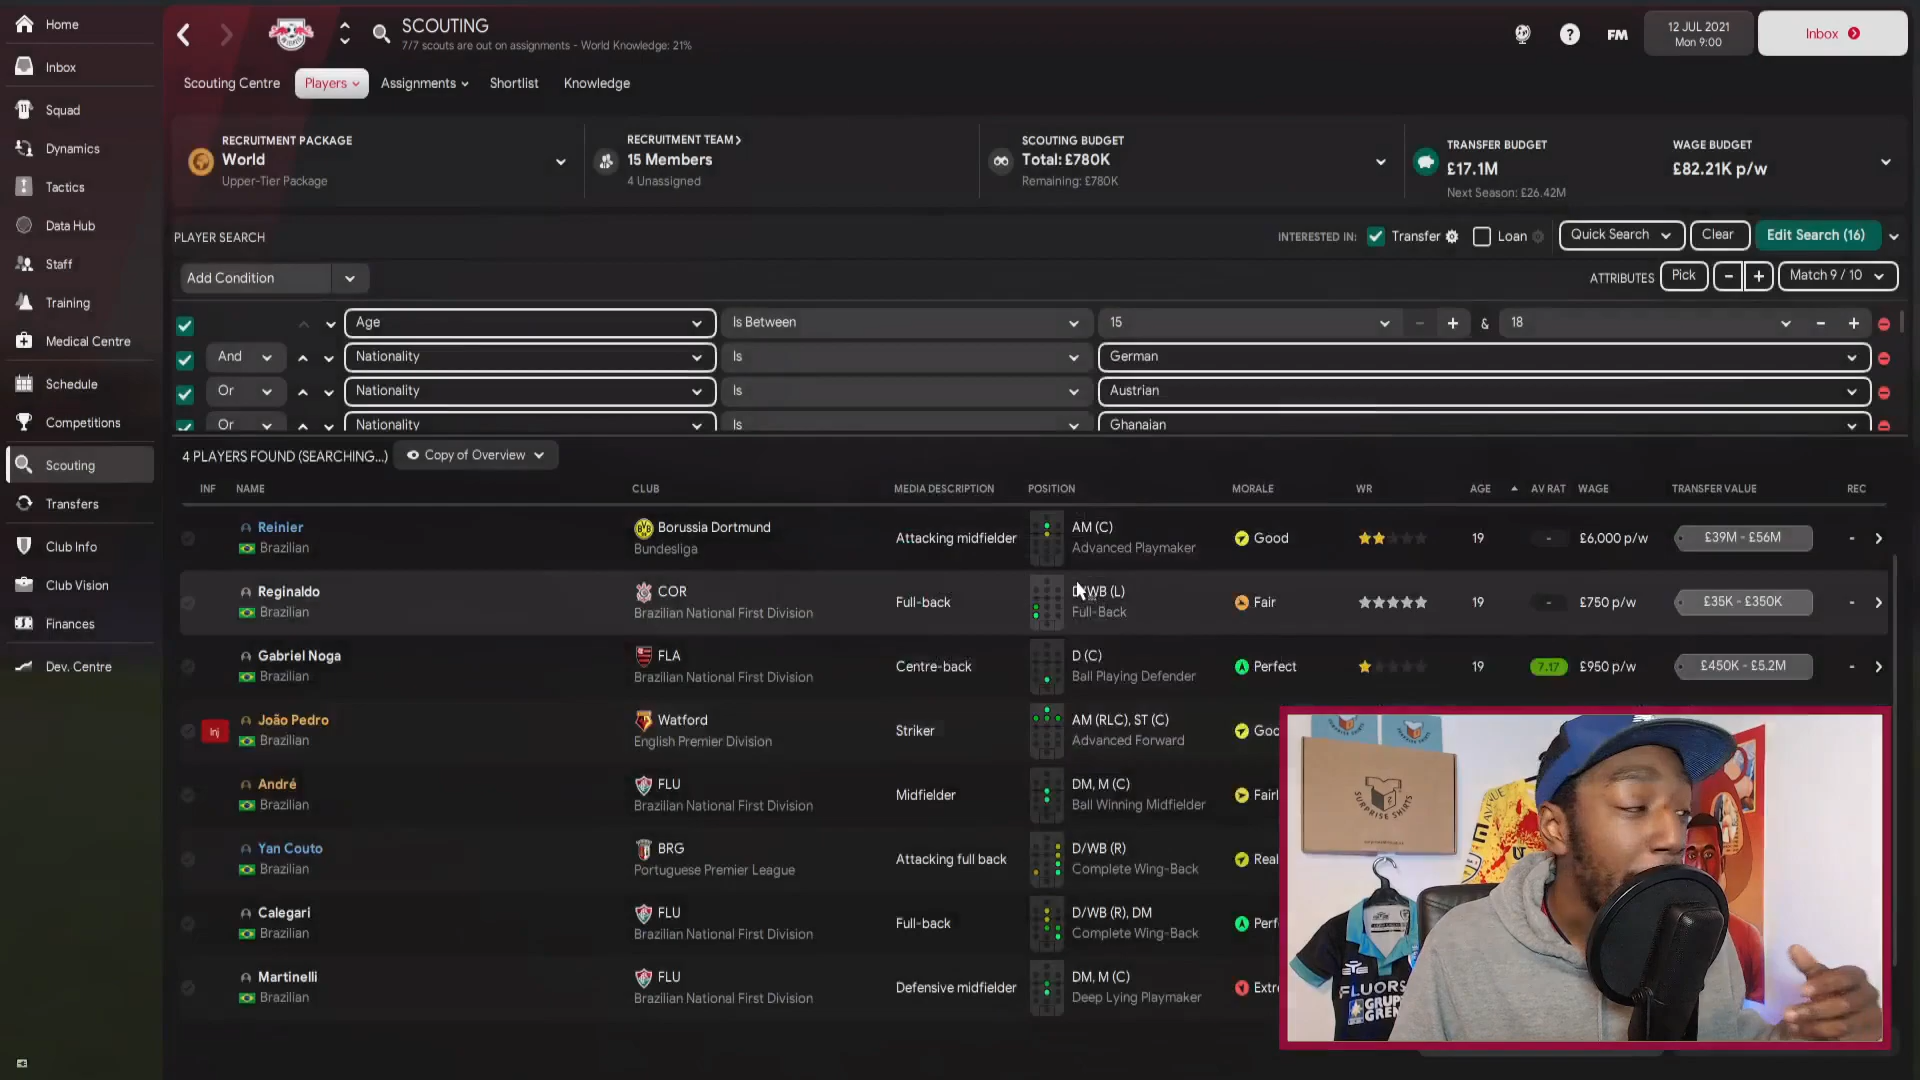 Home
Inbox
Squad
Dynamics
Tactics
Data Hub
Staff
Training
Medical Centre
Schedule
Competitions
Scouting
Transfers
Club Info
Club Vision
Finances
Dev. Centre
SCOUTING
7/7 scouts are out on assignments - World Knowledge: 21%
FM
12 JUL 2021
Mon 9:00
Inbox
Scouting Centre Players Assignments Shortlist Knowledge
RECRUITMENT PACKAGE
World
Upper-Tier Package
RECRUITMENT TEAM
15 Members
4 Unassigned
SCOUTING BUDGET
Total: £780K
Remaining: £780K
TRANSFER BUDGET
£17.1M
Next Season: £26.42M
WAGE BUDGET
£82.21K p/w
PLAYER SEARCH
INTERESTED IN: Transfer Loan Quick Search Clear Edit Search (16)
Add Condition
ATTRIBUTES Pick - + Match 9 / 10
Age Is Between 15 - + & 18 - +
And Nationality Is German
Or Nationality Is Austrian
Or Nationality Is Ghanaian
4 PLAYERS FOUND (SEARCHING...) Copy of Overview
INF NAME CLUB MEDIA DESCRIPTION POSITION MORALE WR AGE AV RAT WAGE TRANSFER VALUE REC
Reinier Borussia Dortmund Attacking midfielder AM (C) Good 19 - £6,000 p/w £39M - £56M -
Brazilian Bundesliga Advanced Playmaker
Reginaldo COR Full-back D/WB (L) Fair 19 - £750 p/w £35K - £350K -
Brazilian Brazilian National First Division Full-Back
Gabriel Noga FLA Centre-back D (C) Perfect 19 7.17 £950 p/w £450K - £5.2M -
Brazilian Brazilian National First Division Ball Playing Defender
Inj João Pedro Watford Striker AM (RLC), ST (C)
Brazilian English Premier Division Advanced Forward
André FLU Midfielder DM, M (C)
Brazilian Brazilian National First Division Ball Winning Midfielder
Yan Couto BRG Attacking full back D/WB (R)
Brazilian Portuguese Premier League Complete Wing-Back
Calegari FLU Full-back D/WB (R), DM
Brazilian Brazilian National First Division Complete Wing-Back
Martinelli FLU Defensive midfielder DM, M (C)
Brazilian Brazilian National First Division Deep Lying Playmaker
SURPRISE SHIRTS
FLUORS